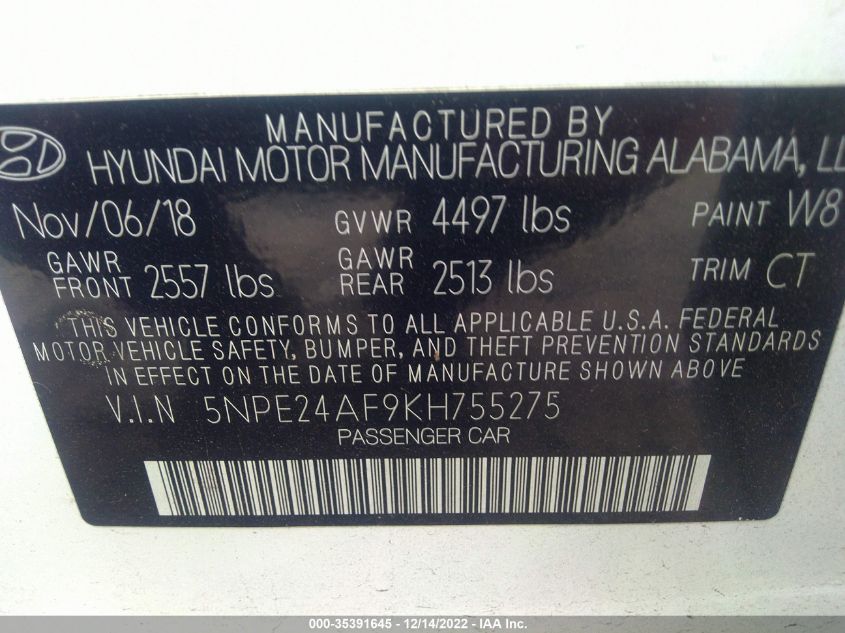 MANUFACTURED BY
HYUNDAI MOTOR MANUFACTURING ALABAMA, LL
Nov/06/18 GVWR 4497 lbs PAINT W8
GAWR FRONT 2557 lbs GAWR REAR 2513 lbs TRIM CT
THIS VEHICLE CONFORMS TO ALL APPLICABLE U.S.A. FEDERAL
MOTOR VEHICLE SAFETY, BUMPER, AND THEFT PREVENTION STANDARDS
IN EFFECT ON THE DATE OF MANUFACTURE SHOWN ABOVE.
V.I.N 5NPE24AF9KH755275
PASSENGER CAR
000-35391645 - 12/14/2022 - IAA Inc.